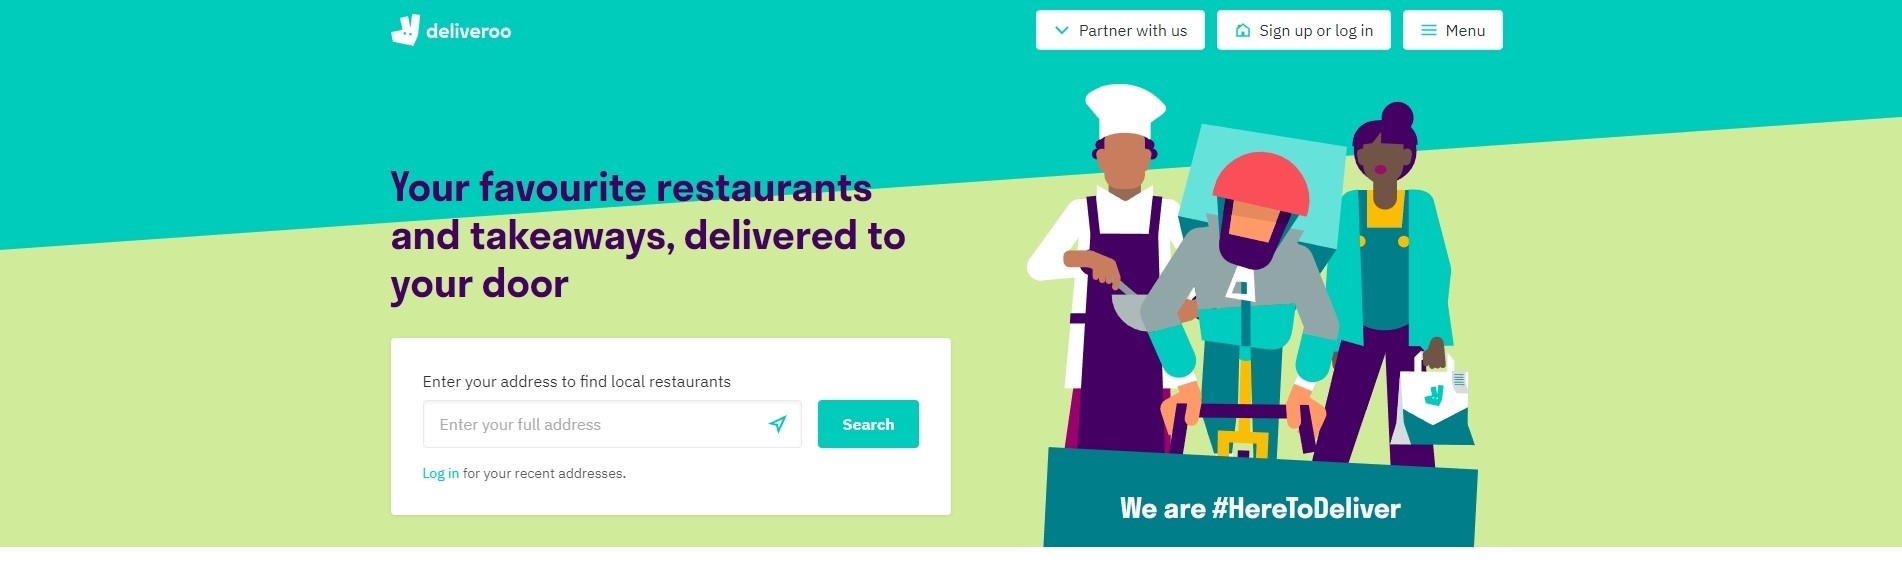 deliveroo
Partner with us
Sign up or log in
Menu
Your favourite restaurants
and takeaways, delivered to
your door
Enter your address to find local restaurants
Enter your full address
Search
Log in for your recent addresses.
We are #HereToDeliver